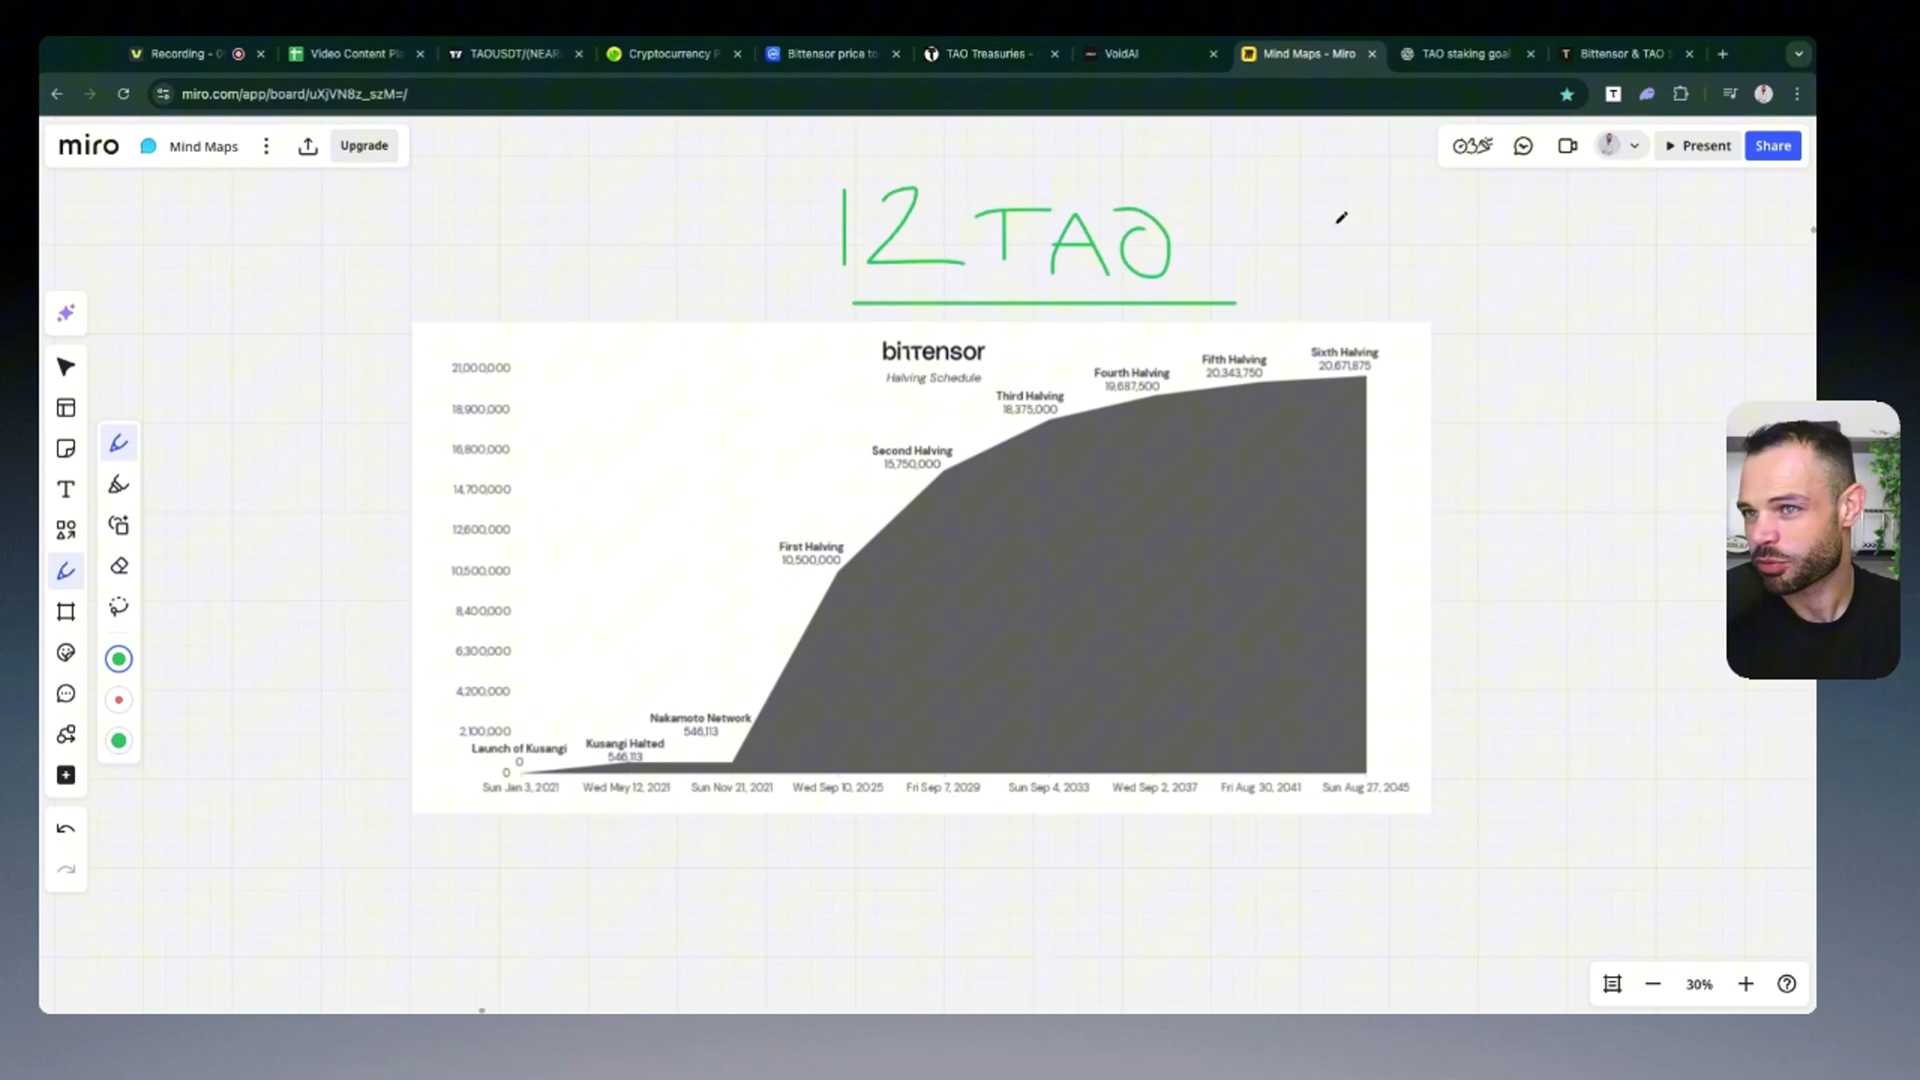 Recording - 0
Video Content Pl
TAOUSDT/(NEAR
Cryptocurrency P
Bittensor price to
TAO Treasuries -
VoidAI
Mind Maps - Miro
TAO staking goal
Bittensor & TAO S
miro.com/app/board/uXjVN8z_szM=/
miro
Mind Maps
Upgrade
Present
Share
12 TAO
bittensor
Halving Schedule
21,000,000
18,900,000
16,800,000
14,700,000
12,600,000
10,500,000
8,400,000
6,300,000
4,200,000
2,100,000
0
Launch of Kusangi
0
Kusangi Halted
546,113
Nakamoto Network
546,113
First Halving
10,500,000
Second Halving
15,750,000
Third Halving
18,375,000
Fourth Halving
19,687,500
Fifth Halving
20,343,750
Sixth Halving
20,671,875
Sun Jan 3, 2021
Wed May 12, 2021
Sun Nov 21, 2021
Wed Sep 10, 2025
Fri Sep 7, 2029
Sun Sep 4, 2033
Wed Sep 2, 2037
Fri Aug 30, 2041
Sun Aug 27, 2045
30%